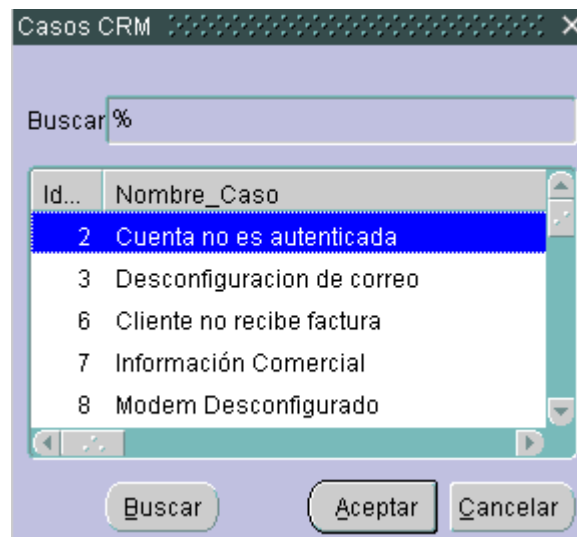 Casos CRM
Buscar %
Id... Nombre_Caso
2 Cuenta no es autenticada
3 Desconfiguracion de correo
6 Cliente no recibe factura
7 Información Comercial
8 Modem Desconfigurado
Buscar Aceptar Cancelar